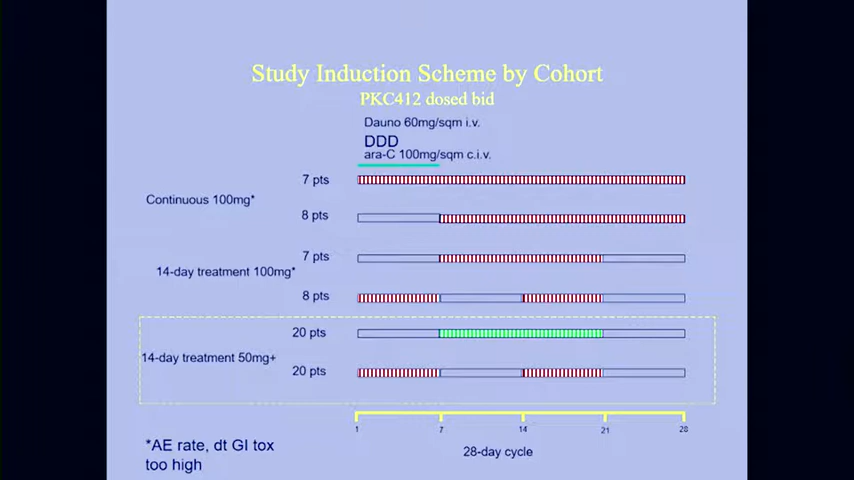 Study Induction Scheme by Cohort
PKC412 dosed bid
Dauno 60mg/sqm i.v.
DDD
ara-C 100mg/sqm c.i.v.
7 pts
Continuous 100mg*
8 pts
7 pts
14-day treatment 100mg*
8 pts
20 pts
14-day treatment 50mg+
20 pts
1 7 14 21 28
28-day cycle
*AE rate, dt GI tox
too high